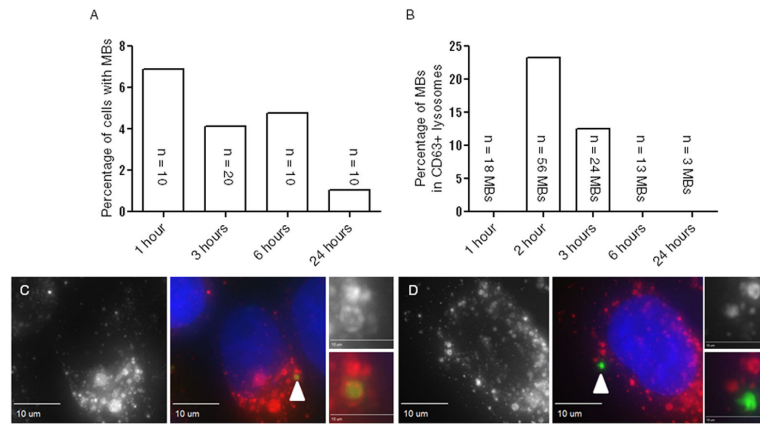 A
Percentage of cells with MBs
8
6
4
2
0
n = 10
n = 20
n = 10
n = 10
1 hour
3 hours
6 hours
24 hours
B
Percentage of MBs
in CD63+ lysosomes
25
20
15
10
5
0
n = 18 MBs
n = 56 MBs
n = 24 MBs
n = 13 MBs
n = 3 MBs
1 hour
2 hour
3 hours
6 hours
24 hours
C
10 um
10 um
D
10 um
10 um